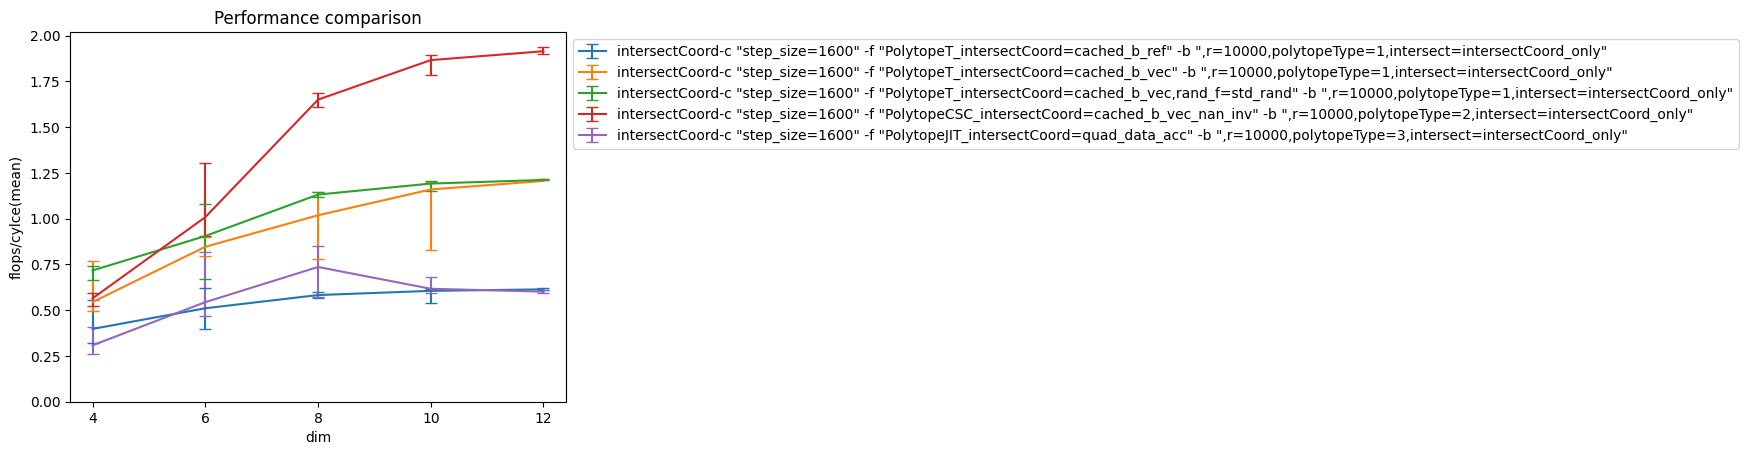 Performance comparison
2.00
1.75
1.50
1.25
1.00
0.75
0.50
0.25
0.00
flops/cylce(mean)
4 6 8 10 12
dim
intersectCoord-c "step_size=1600" -f "PolytopeT_intersectCoord=cached_b_ref" -b ",r=10000,polytopeType=1,intersect=intersectCoord_only"
intersectCoord-c "step_size=1600" -f "PolytopeT_intersectCoord=cached_b_vec" -b ",r=10000,polytopeType=1,intersect=intersectCoord_only"
intersectCoord-c "step_size=1600" -f "PolytopeT_intersectCoord=cached_b_vec,rand_f=std_rand" -b ",r=10000,polytopeType=1,intersect=intersectCoord_only"
intersectCoord-c "step_size=1600" -f "PolytopeCSC_intersectCoord=cached_b_vec_nan_inv" -b ",r=10000,polytopeType=2,intersect=intersectCoord_only"
intersectCoord-c "step_size=1600" -f "PolytopeJIT_intersectCoord=quad_data_acc" -b ",r=10000,polytopeType=3,intersect=intersectCoord_only"